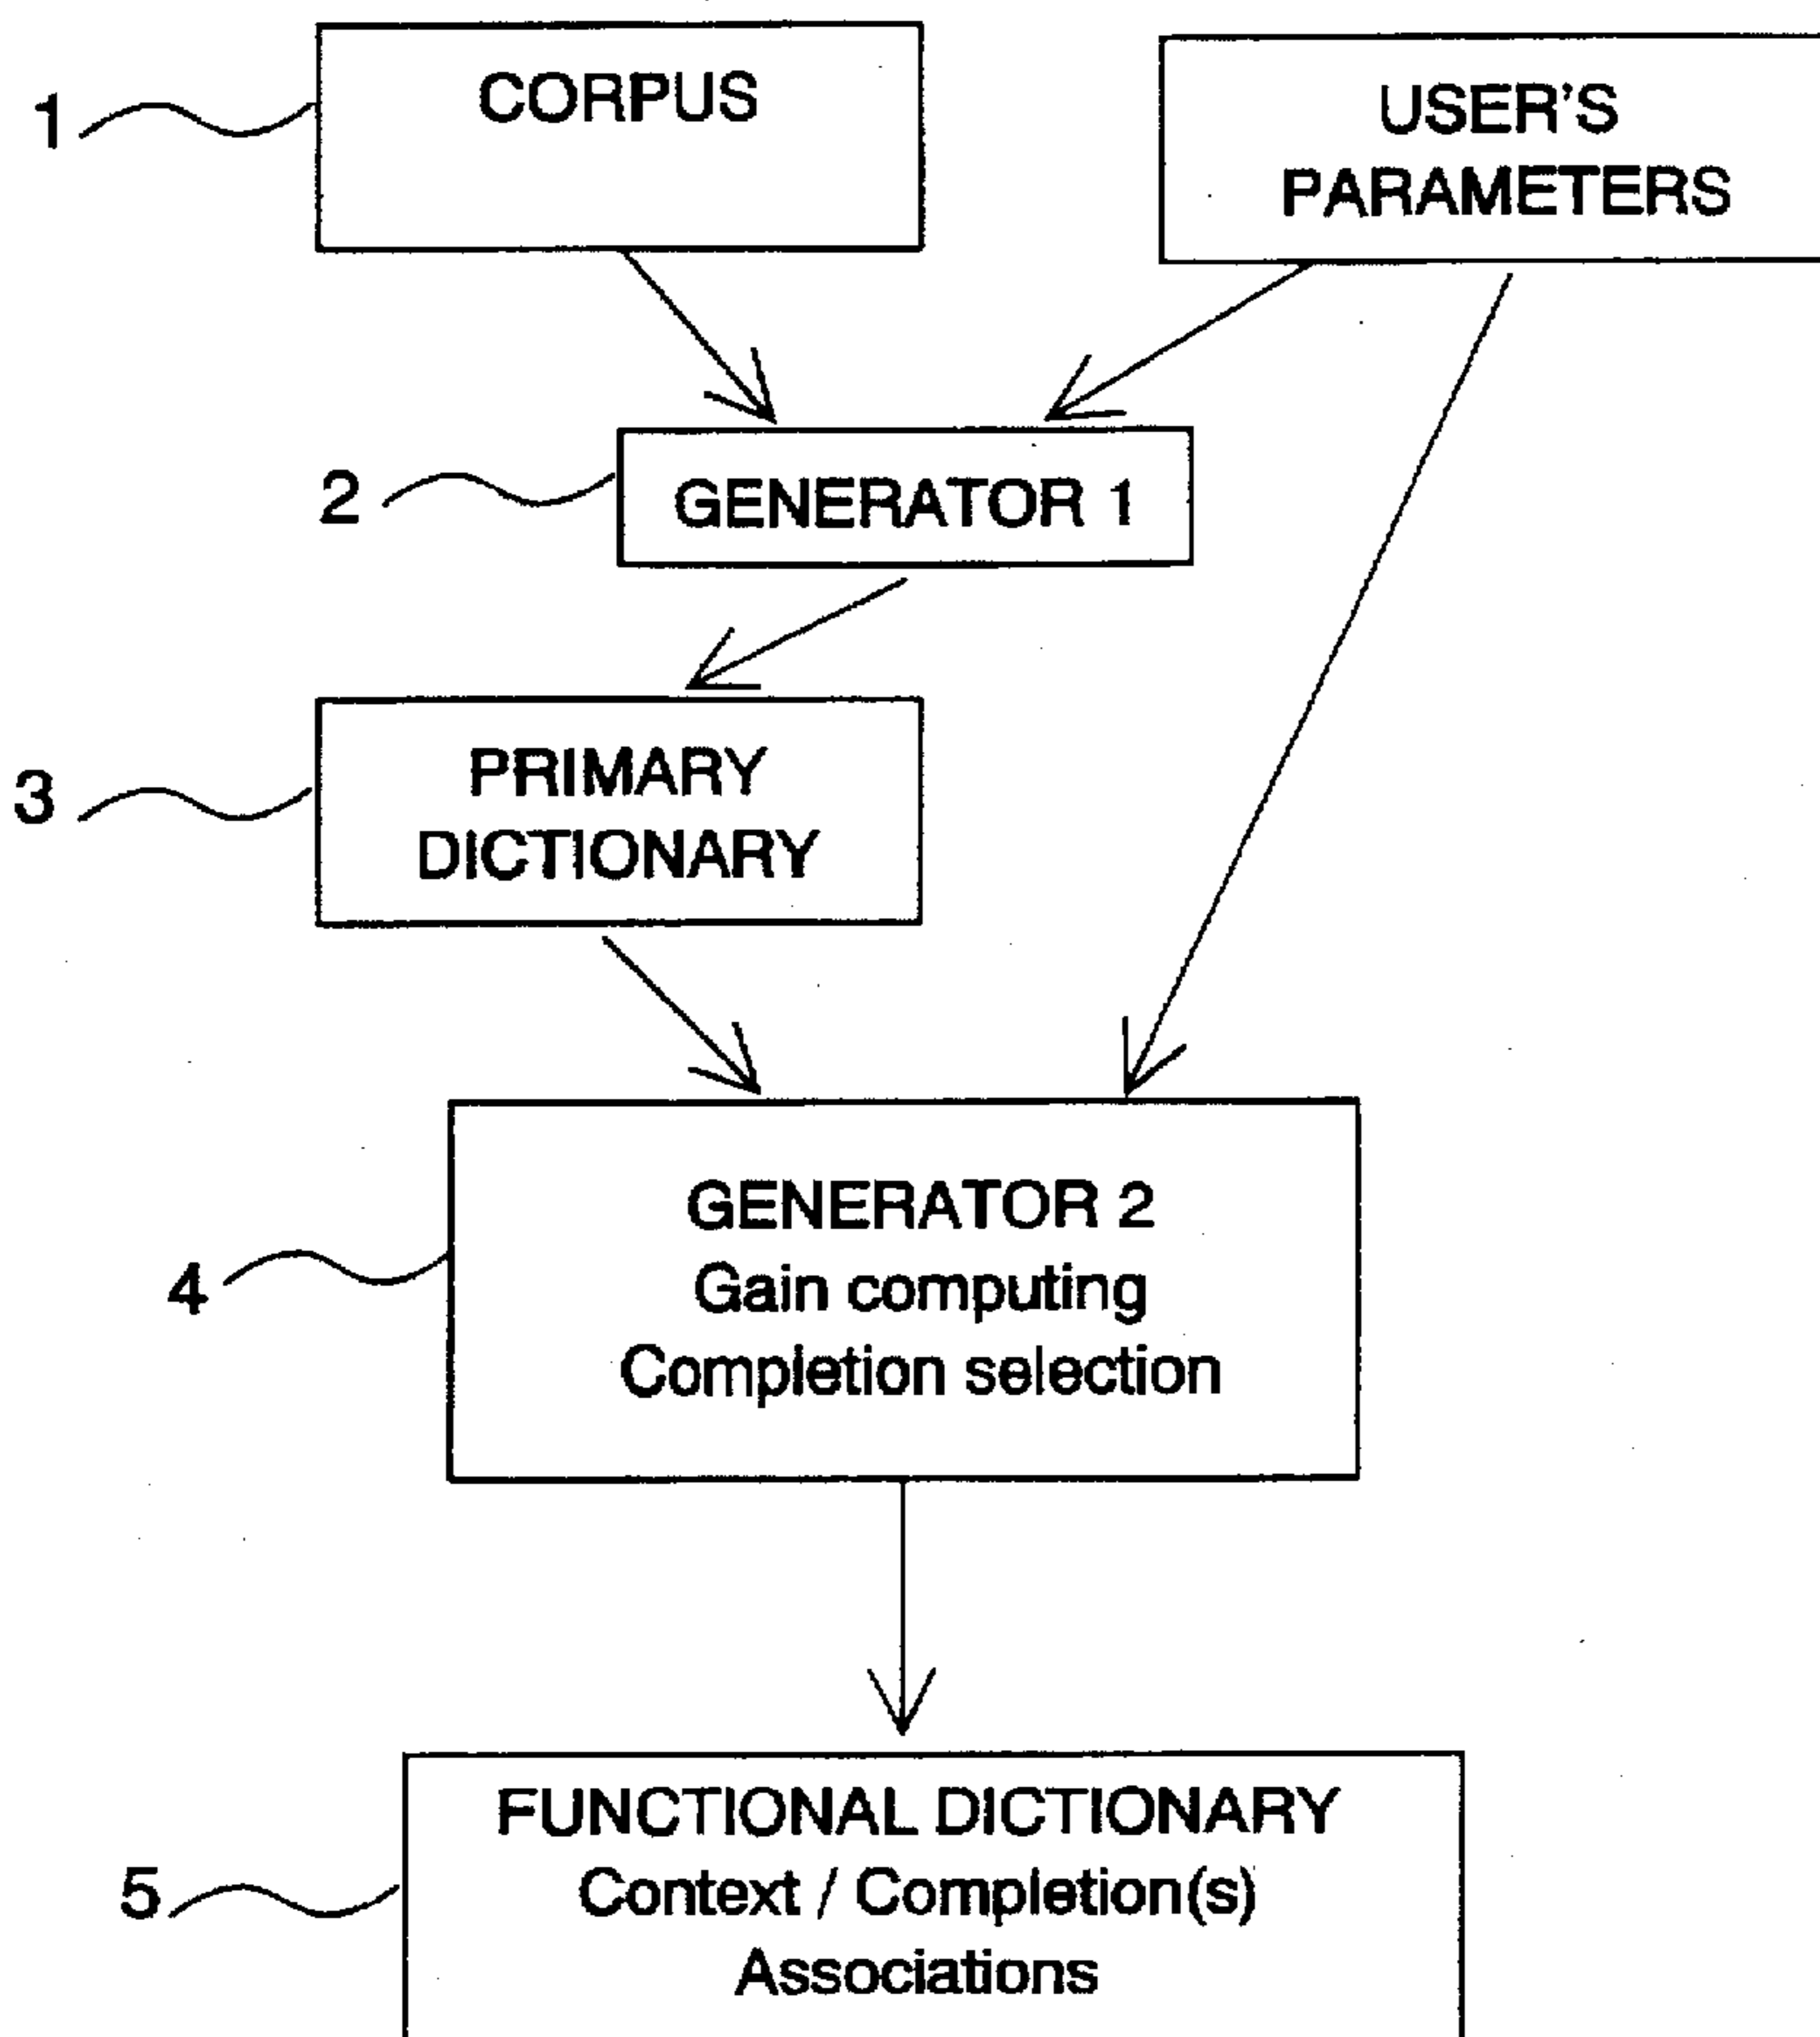 1
CORPUS
USER'S
PARAMETERS
2
GENERATOR 1
3
PRIMARY
DICTIONARY
4
GENERATOR 2
Gain computing
Completion selection
5
FUNCTIONAL DICTIONARY
Context / Completion(s)
Associations